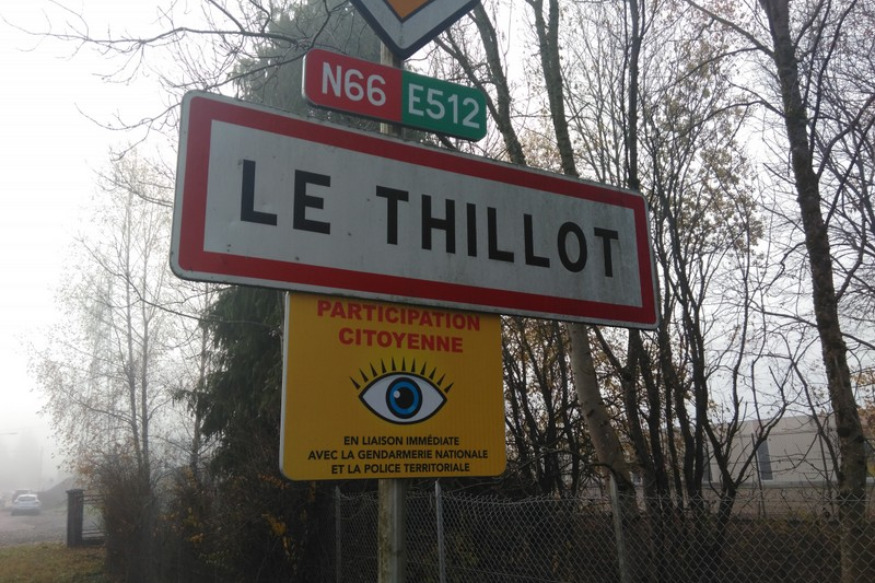 N66 E512
LE THILLOT
PARTICIPATION
CITOYENNE
EN LIAISON IMMÉDIATE
AVEC LA GENDARMERIE NATIONALE
ET LA POLICE TERRITORIALE